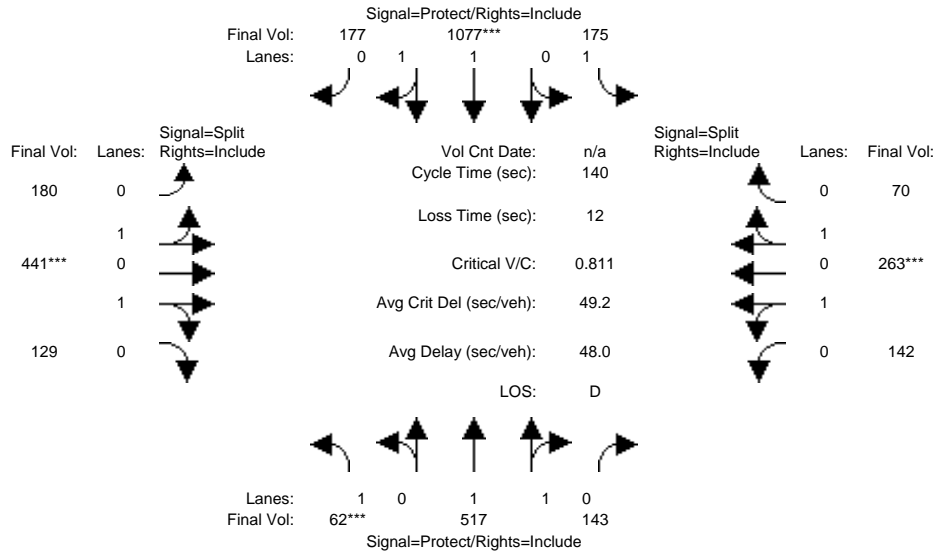 Signal=Protect/Rights=Include
Final Vol: 177 1077*** 175
Lanes: 0 1 1 0 1
Signal=Split
Final Vol: Lanes: Rights=Include
Vol Cnt Date: n/a
Signal=Split
Rights=Include Lanes: Final Vol:
Cycle Time (sec): 140
180 0
0 70
Loss Time (sec): 12
1
1
441*** 0
Critical V/C: 0.811
0 263***
1
Avg Crit Del (sec/veh): 49.2
1
129 0
Avg Delay (sec/veh): 48.0
0 142
LOS: D
Lanes: 1 0 1 1 0
Final Vol: 62*** 517 143
Signal=Protect/Rights=Include